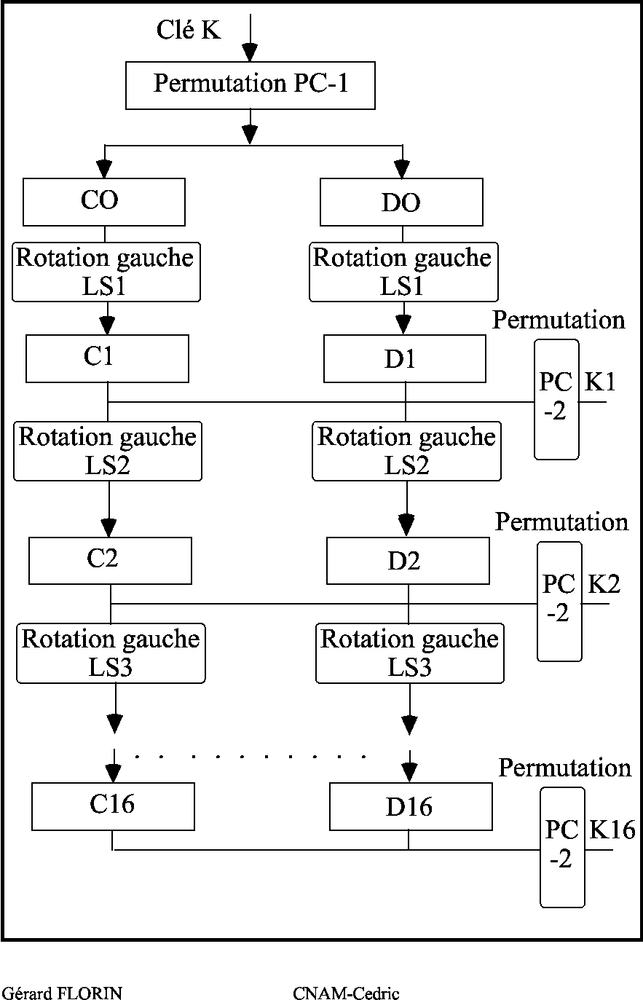 Clé K
Permutation PC-1
CO
DO
Rotation gauche
LS1
Rotation gauche
LS1
Permutation
C1
D1
PC
-2
K1
Rotation gauche
LS2
Rotation gauche
LS2
Permutation
C2
D2
PC
-2
K2
Rotation gauche
LS3
Rotation gauche
LS3
. . . . . . . . . .
Permutation
C16
D16
PC
-2
K16
Gérard FLORIN
CNAM-Cedric